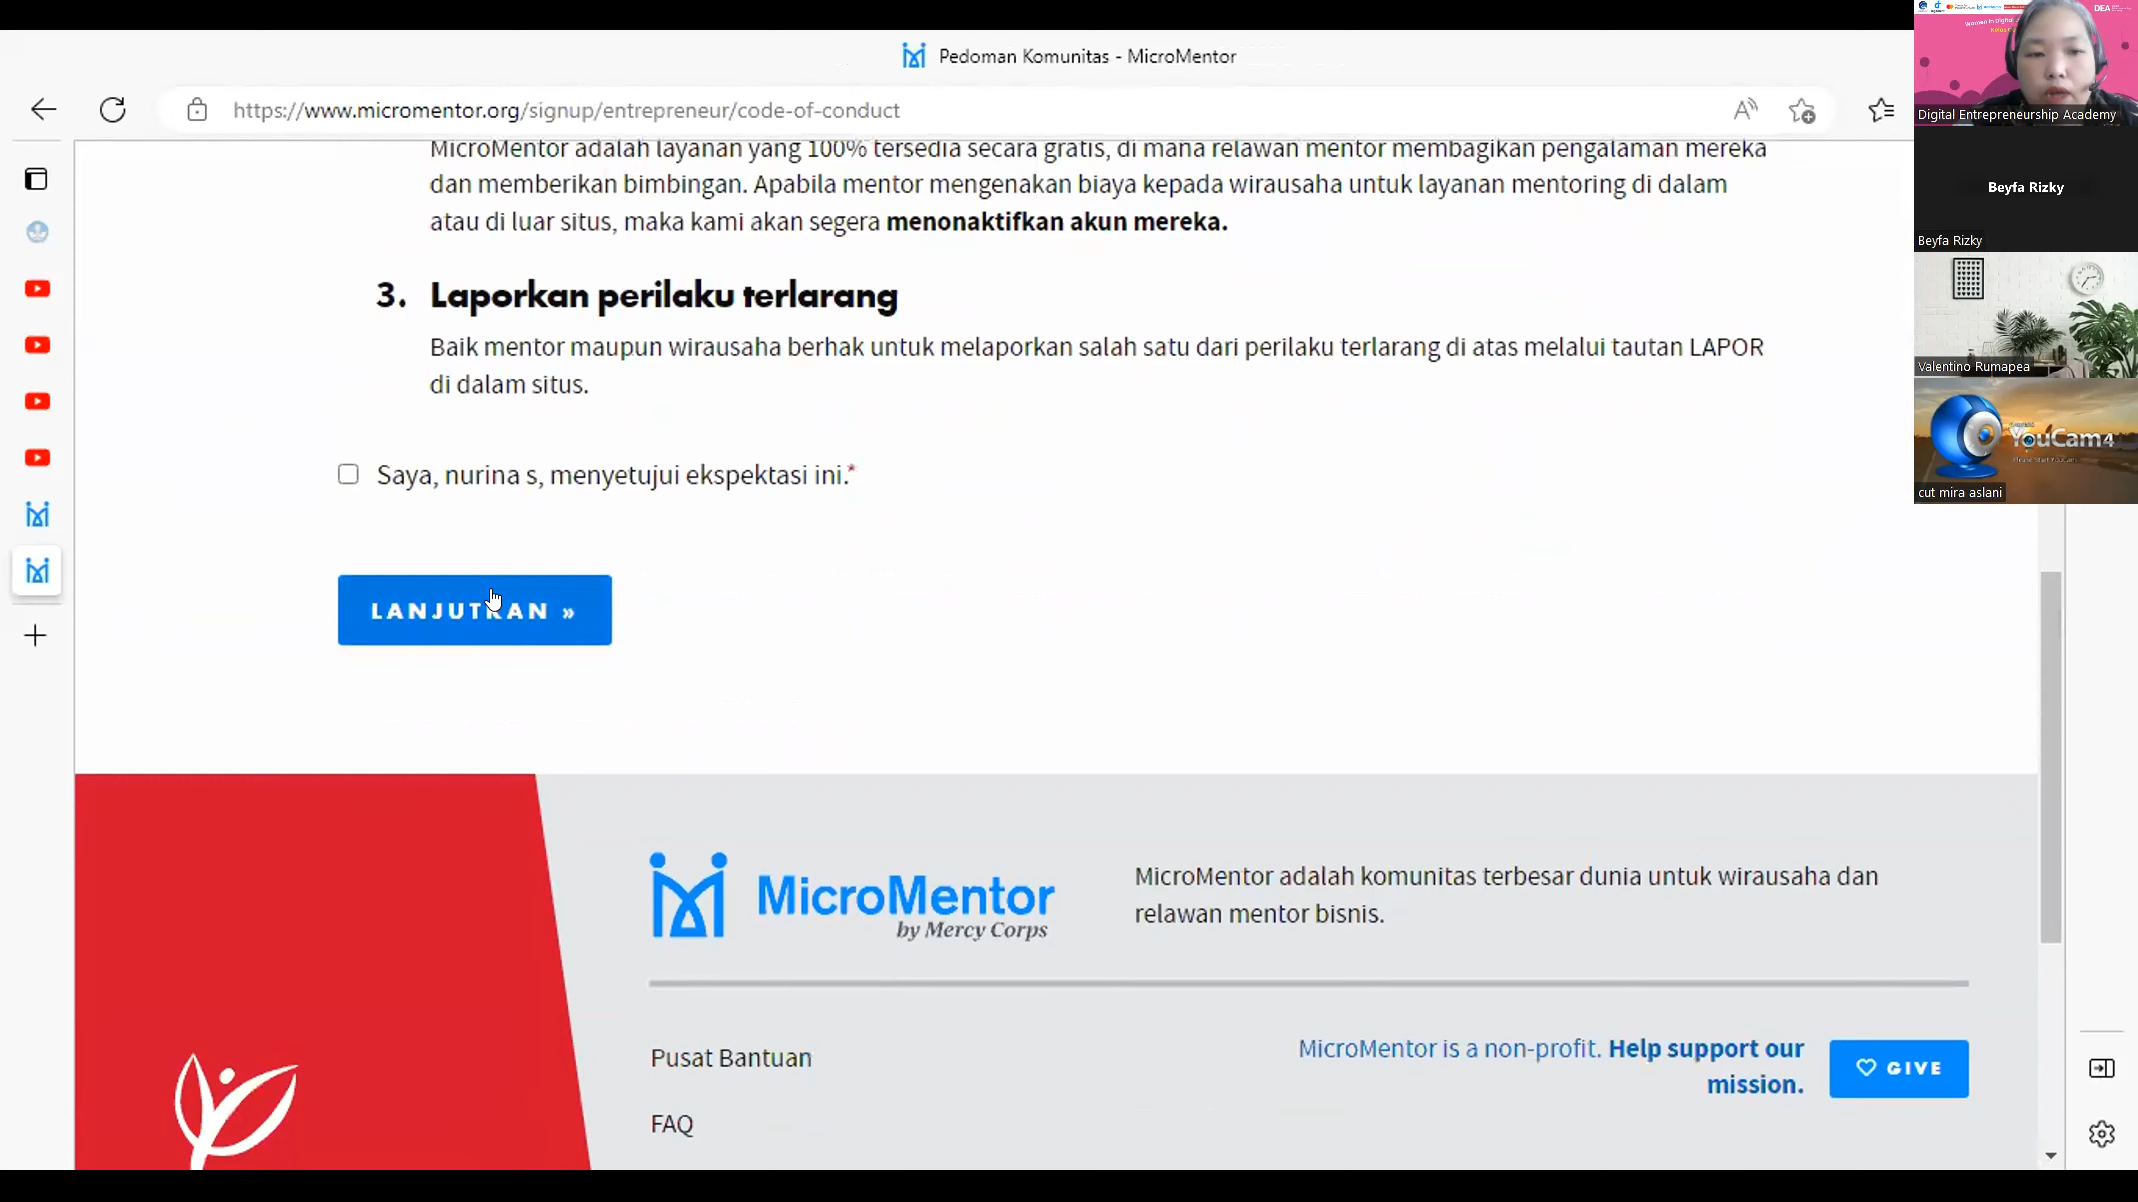 Pedoman Komunitas - MicroMentor
https://www.micromentor.org/signup/entrepreneur/code-of-conduct
MicroMentor adalah layanan yang 100% tersedia secara gratis, di mana relawan mentor membagikan pengalaman mereka
dan memberikan bimbingan. Apabila mentor mengenakan biaya kepada wirausaha untuk layanan mentoring di dalam
atau di luar situs, maka kami akan segera menonaktifkan akun mereka.
3. Laporkan perilaku terlarang
Baik mentor maupun wirausaha berhak untuk melaporkan salah satu dari perilaku terlarang di atas melalui tautan LAPOR
di dalam situs.
Saya, nurina s, menyetujui ekspektasi ini.*
LANJUTKAN »
MicroMentor
by Mercy Corps
MicroMentor adalah komunitas terbesar dunia untuk wirausaha dan
relawan mentor bisnis.
Pusat Bantuan
FAQ
MicroMentor is a non-profit. Help support our
mission.
GIVE
DEA
Digital Entrepreneurship Academy
Beyfa Rizky
Beyfa Rizky
Valentino Rumapea
YouCam4
cut mira aslani